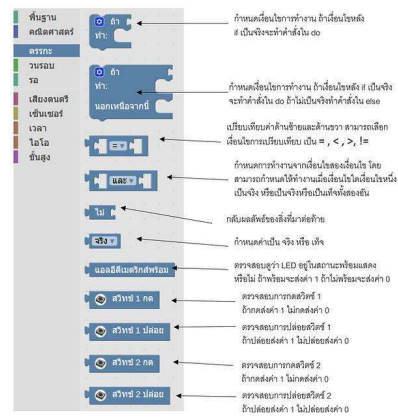 พื้นฐาน
คณิตศาสตร์
ตรรกะ
วนรอบ
รอ
เสียงดนตรี
เซ็นเซอร์
เวลา
ไอโอ
ขั้นสูง
ถ้า
ทำ:
กำหนดเงื่อนไขการทำงาน ถ้าเงื่อนไขหลัง
if เป็นจริงจะทำคำสั่งใน do
ถ้า
ทำ:
นอกเหนือจากนี้
กำหนดเงื่อนไขการทำงาน ถ้าเงื่อนไขหลัง if เป็นจริง
จะทำคำสั่งใน do ถ้าไม่เป็นจริงทำคำสั่งใน else
= ▾
เปรียบเทียบค่าด้านซ้ายและด้านขวา สามารถเลือก
เงื่อนไขการเปรียบเทียบ เป็น = , < , > , !=
และ ▾
กำหนดการทำงานจากเงื่อนไขสองเงื่อนไข โดย
สามารถกำหนดให้ทำงานเมื่อเงื่อนไขใดเงื่อนไขหนึ่ง
เป็นจริง หรือเป็นจริงหรือเป็นเท็จทั้งสองอัน
ไม่
กลับผลลัพธ์ของสิ่งที่มาต่อท้าย
จริง ▾
กำหนดค่าเป็น จริง หรือ เท็จ
แอลอีดีเมตริกส์พร้อม
ตรวจสอบดูว่า LED อยู่ในสถานะพร้อมแสดง
หรือไม่ ถ้าพร้อมจะส่งค่า 1 ถ้าไม่พร้อมจะส่งค่า 0
สวิทช์ 1 กด
ตรวจสอบการกดสวิตช์ 1
ถ้ากดส่งค่า 1 ไม่กดส่งค่า 0
สวิทช์ 1 ปล่อย
ตรวจสอบการปล่อยสวิตช์ 1
ถ้าปล่อยส่งค่า 1 ไม่ปล่อยส่งค่า 0
สวิทช์ 2 กด
ตรวจสอบการกดสวิตช์ 2
ถ้ากดส่งค่า 1 ไม่กดส่งค่า 0
สวิทช์ 2 ปล่อย
ตรวจสอบการปล่อยสวิตช์ 2
ถ้าปล่อยส่งค่า 1 ไม่ปล่อยส่งค่า 0